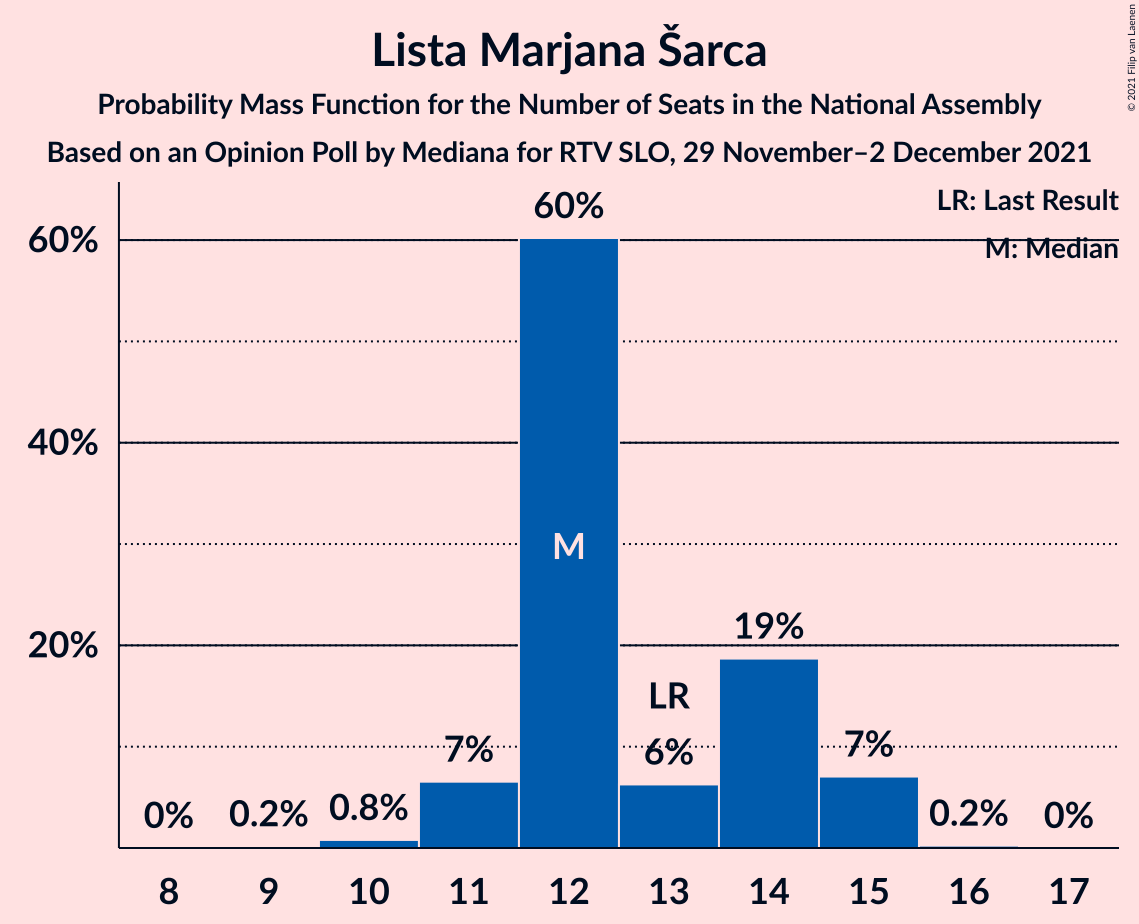 Lista Marjana Šarca
Probability Mass Function for the Number of Seats in the National Assembly
Based on an Opinion Poll by Mediana for RTV SLO, 29 November–2 December 2021
© 2021 Filip van Laenen
LR: Last Result
M: Median
60%
40%
20%
0%
0.2%
0.8%
7%
60%
M
LR
6%
19%
7%
0.2%
0%
8
9
10
11
12
13
14
15
16
17